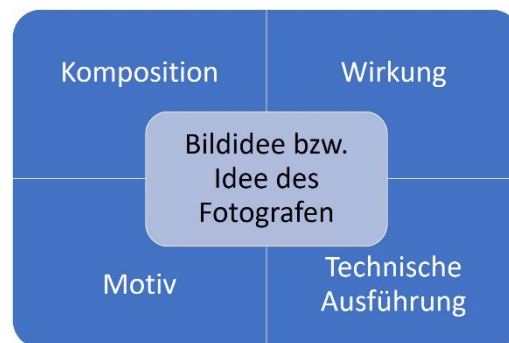 Komposition
Wirkung
Bildidee bzw.
Idee des
Fotografen
Motiv
Technische
Ausführung